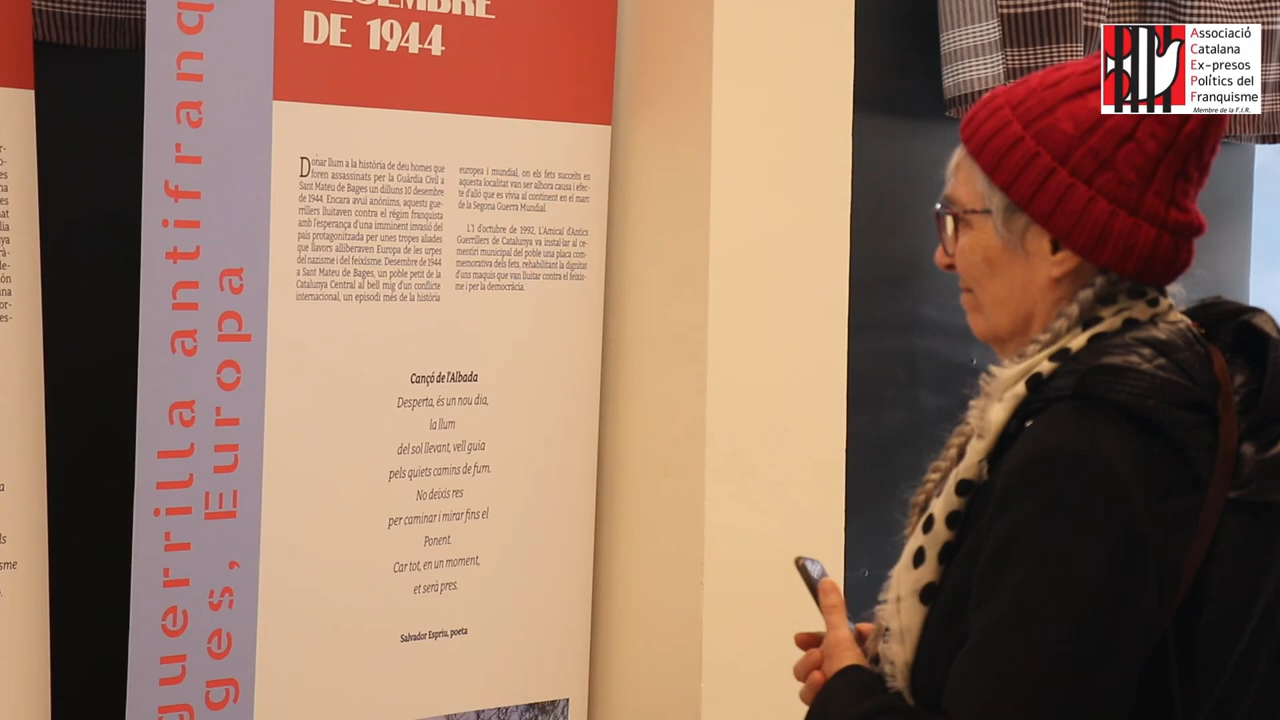 DE 1944
Donar llum a la història de deu homes que
foren assassinats per la Guàrdia Civil a
Sant Mateu de Bages un dilluns 10 desembre
de 1944. Encara avui anònims, aquests gue-
rrillers lluitaven contra el règim franquista
amb l'esperança d'una imminent invasió del
país protagonitzada per unes tropes aliades
que llavors alliberaven Europa de les urpes
del nazisme i del feixisme. Desembre de 1944
a Sant Mateu de Bages, un poble petit de la
Catalunya Central al bell mig d'un conflicte
internacional, un episodi més de la història
europea i mundial, on els fets succeïts en
aquesta localitat van ser alhora causa i efec-
te d'allò que es vivia al continent en el marc
de la Segona Guerra Mundial.
L'1 d'octubre de 1992, L'Amical d'Antics
Guerrillers de Catalunya va instal·lar al ce-
mentiri municipal del poble una placa com-
memorativa dels fets, rehabilitant la dignitat
d'uns maquis que van lluitar contra el feixis-
me i per la democràcia.
Cançó de l'Albada
Desperta, és un nou dia,
la llum
del sol llevant, vell guia
pels quiets camins de fum.
No deixis res
per caminar i mirar fins el
Ponent.
Car tot, en un moment,
et serà pres.
Salvador Espriu, poeta
guerrilla antifranq
ges, Europa
Associació
Catalana
Ex-presos
Polítics del
Franquisme
Membre de la F.I.R.